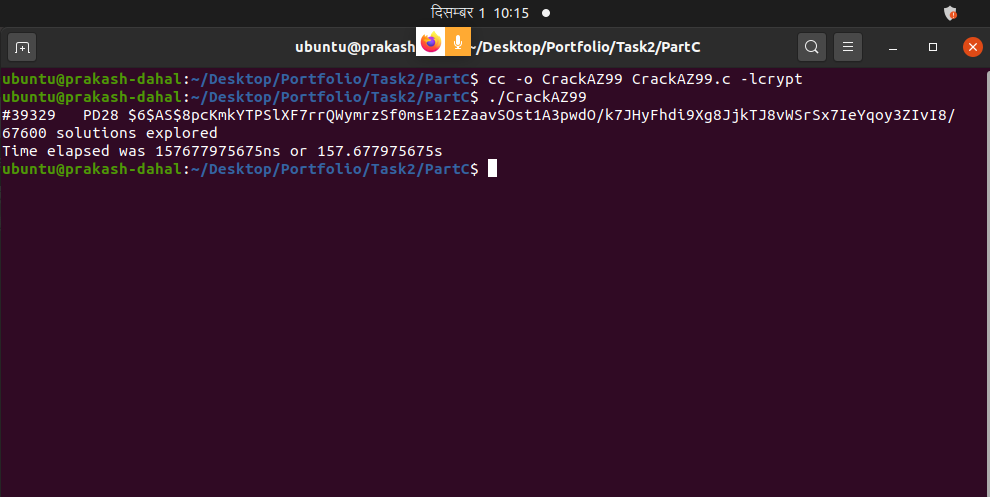 दिसम्बर 1 10:15
ubuntu@prakash ~/Desktop/Portfolio/Task2/PartC
ubuntu@prakash-dahal:~/Desktop/Portfolio/Task2/PartC$ cc -o CrackAZ99 CrackAZ99.c -lcrypt
ubuntu@prakash-dahal:~/Desktop/Portfolio/Task2/PartC$ ./CrackAZ99
#39329   PD28 $6$AS$8pcKmkYTPSlXF7rrQWymrzSf0msE12EZaavSOst1A3pwdO/k7JHyFhdi9Xg8JjkTJ8vWSrSx7IeYqoy3ZIvI8/
67600 solutions explored
Time elapsed was 157677975675ns or 157.677975675s
ubuntu@prakash-dahal:~/Desktop/Portfolio/Task2/PartC$